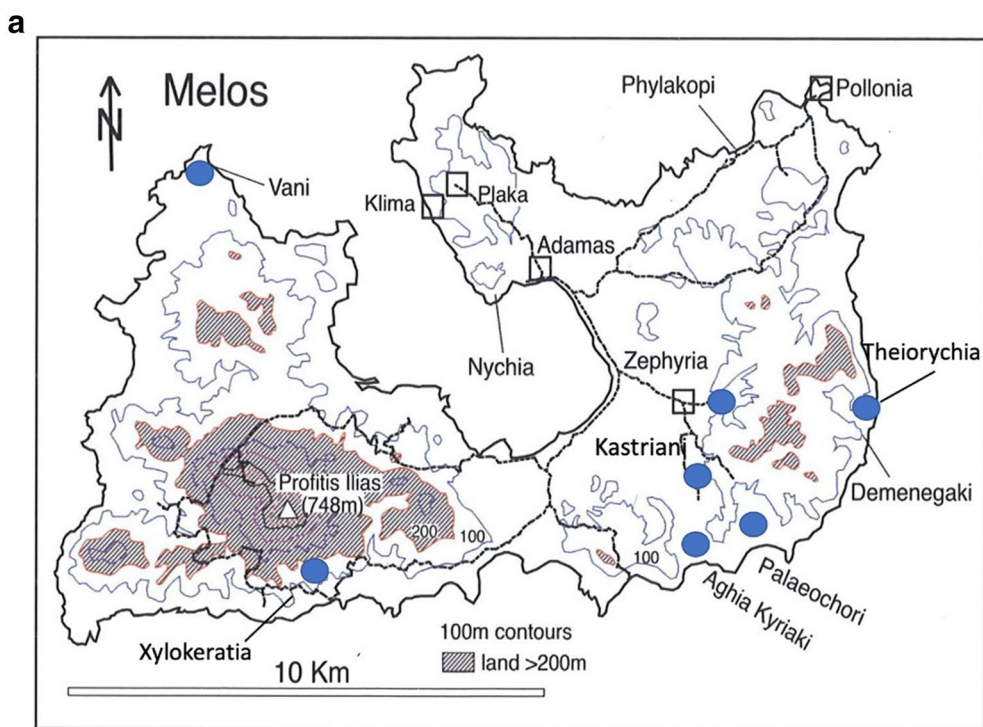 a
N
Melos
Phylakopi
Pollonia
Vani
Klima
Plaka
Adamas
Nychia
Zephyria
Theiorychia
Kastriani
Demenegaki
Profitis Ilias
(748m)
200
100
100
Palaeochori
Aghia Kyriaki
Xylokeratia
100m contours
land >200m
10 Km